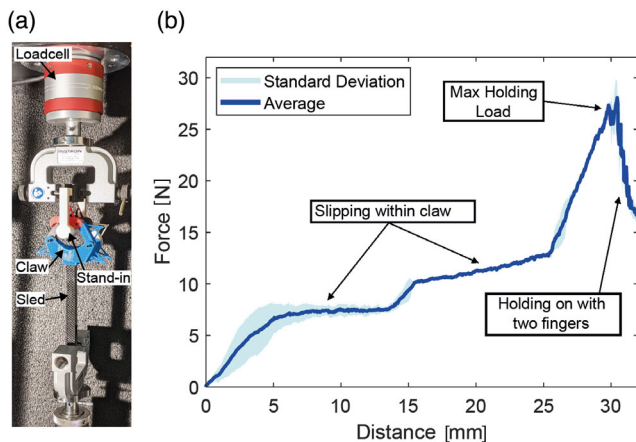 (a)
Loadcell
Claw
Stand-in
Sled
(b)
30
25
20
15
10
5
0
Force [N]
Standard Deviation
Average
Max Holding
Load
Slipping within claw
Holding on with
two fingers
0
5
10
15
20
25
30
Distance [mm]